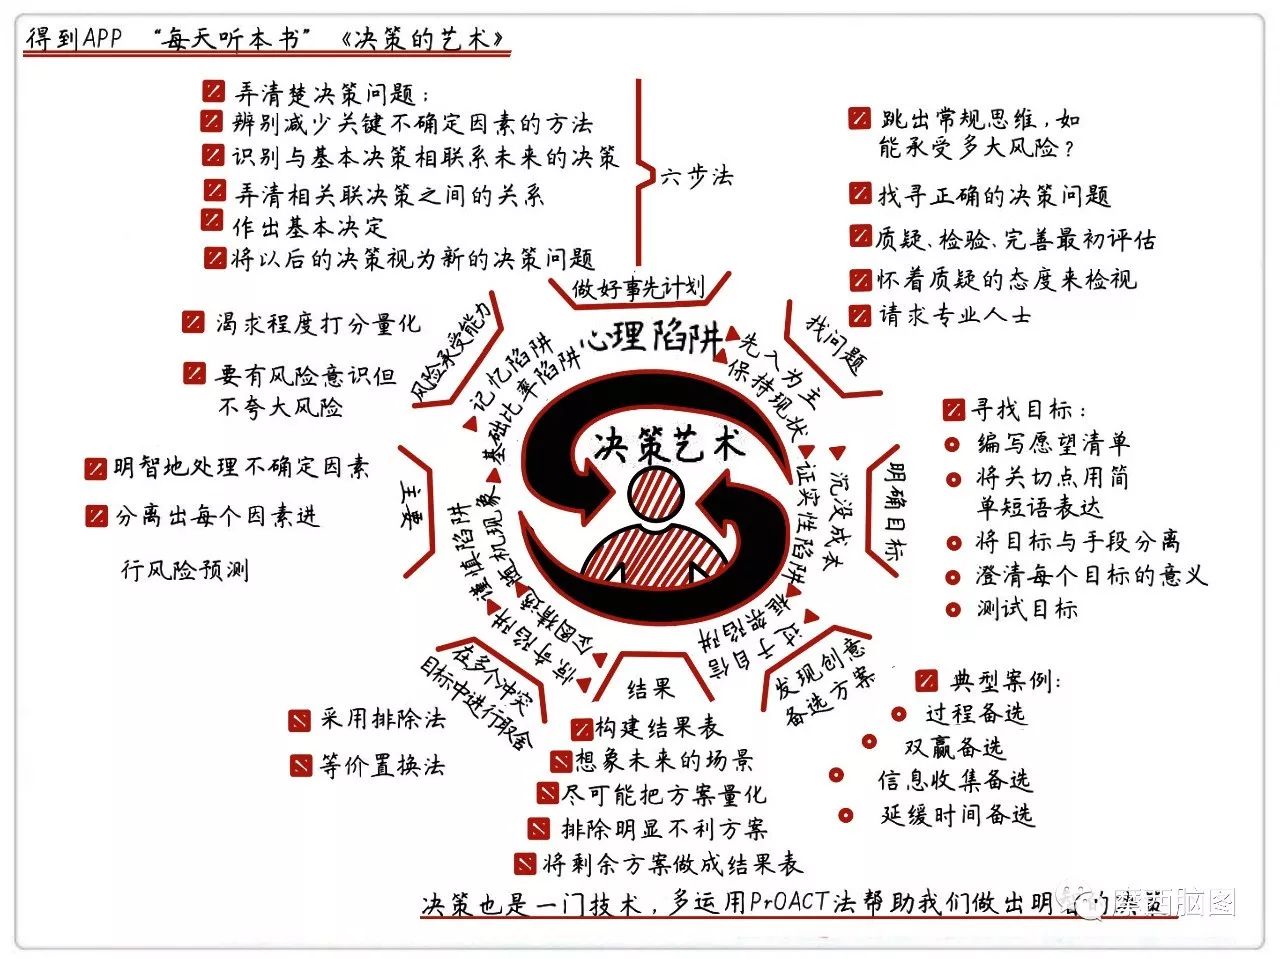 得到APP “每天听本书” 《决策的艺术》
弄清楚决策问题：
辨别减少关键不确定因素的方法
识别与基本决策相联系未来的决策
弄清相关联决策之间的关系
作出基本决定
将以后的决策视为新的决策问题
六步法
做好事先计划
跳出常规思维，如
能承受多大风险？
找寻正确的决策问题
质疑、检验、完善最初评估
怀着质疑的态度来检视
请求专业人士
找问题
寻找目标：
编写愿望清单
将关切点用简
单短语表达
将目标与手段分离
澄清每个目标的意义
测试目标
明确目标
典型案例：
过程备选
双赢备选
信息收集备选
延缓时间备选
发现创意
备选方案
结果
构建结果表
想象未来的场景
尽可能把方案量化
排除明显不利方案
将剩余方案做成结果表
在多个冲突
目标中进行取舍
采用排除法
等价置换法
主要
明智地处理不确定因素
分离出每个因素进
行风险预测
风险承受能力
渴求程度打分量化
要有风险意识但
不夸大风险
心理陷阱
先入为主
保持现状
沉没成本
证实性陷阱
框架陷阱
过于自信
企图精选
惊奇陷阱
随机现象
谨慎陷阱
基础比率陷阱
记忆陷阱
决策艺术
决策也是一门技术，多运用PrOACT法帮助我们做出明
摩西脑图